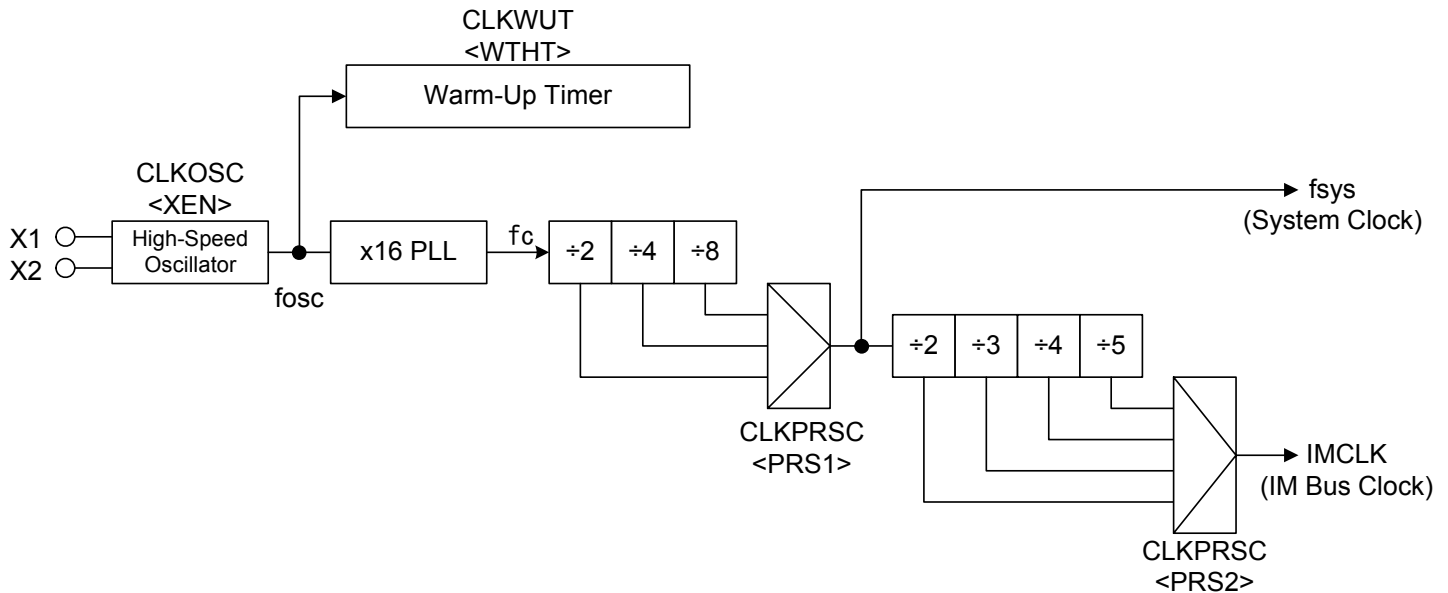 CLKWUT
<WTHT>
Warm-Up Timer
CLKOSC
<XEN>
X1
X2
High-Speed
Oscillator
fosc
x16 PLL
fc
÷2
÷4
÷8
CLKPRSC
<PRS1>
fsys
(System Clock)
÷2
÷3
÷4
÷5
CLKPRSC
<PRS2>
IMCLK
(IM Bus Clock)